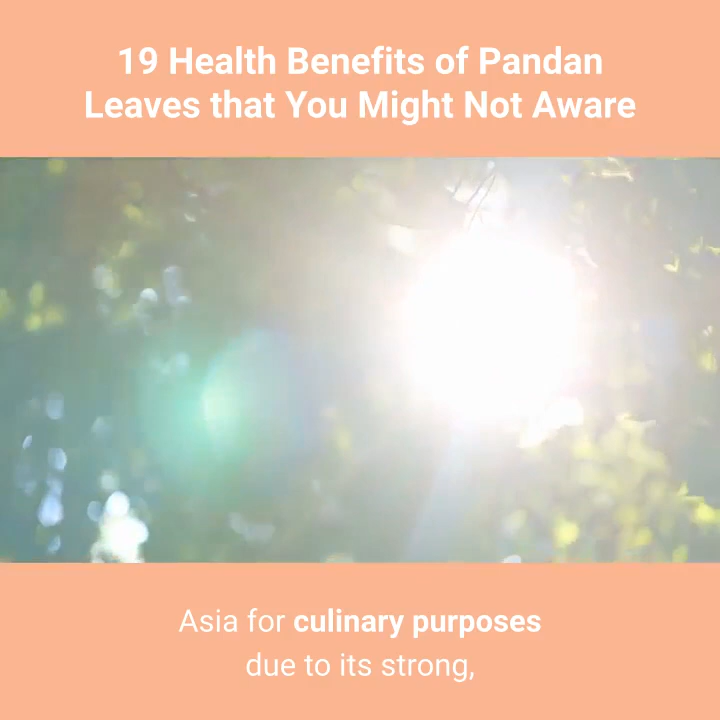 19 Health Benefits of Pandan
Leaves that You Might Not Aware
Asia for culinary purposes
due to its strong,